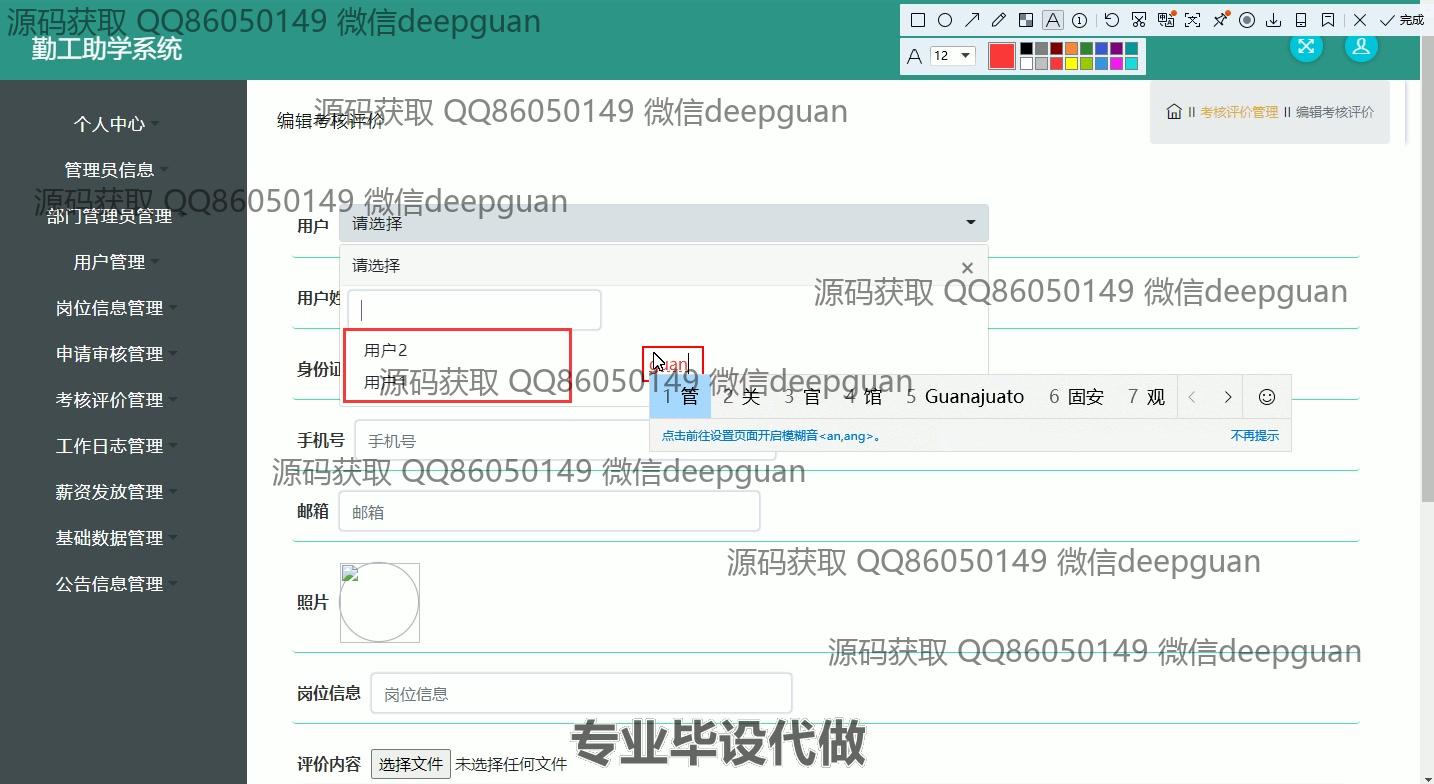 源码获取 QQ86050149 微信deepguan
勤工助学系统
12
完成
个人中心
管理员信息
部门管理员管理
用户管理
岗位信息管理
申请审核管理
考核评价管理
工作日志管理
薪资发放管理
基础数据管理
公告信息管理
源码获取 QQ86050149 微信deepguan
编辑考核评价
考核评价管理
编辑考核评价
源码获取 QQ86050149 微信deepguan
用户
请选择
请选择
×
源码获取 QQ86050149 微信deepguan
用户姓
用户2
用户1
身份证
guan
源码获取 QQ86050149 微信deepguan
1 管 2 关 3 官 4 馆 5 Guanajuato 6 固安 7 观
点击前往设置页面开启模糊音<an,ang>。
不再提示
手机号
手机号
源码获取 QQ86050149 微信deepguan
邮箱
邮箱
源码获取 QQ86050149 微信deepguan
照片
源码获取 QQ86050149 微信deepguan
岗位信息
岗位信息
专业毕设代做
评价内容
选择文件 未选择任何文件